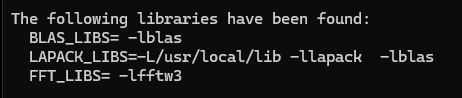 The following libraries have been found:
  BLAS_LIBS= -lblas
  LAPACK_LIBS=-L/usr/local/lib -llapack  -lblas
  FFT_LIBS= -lfftw3